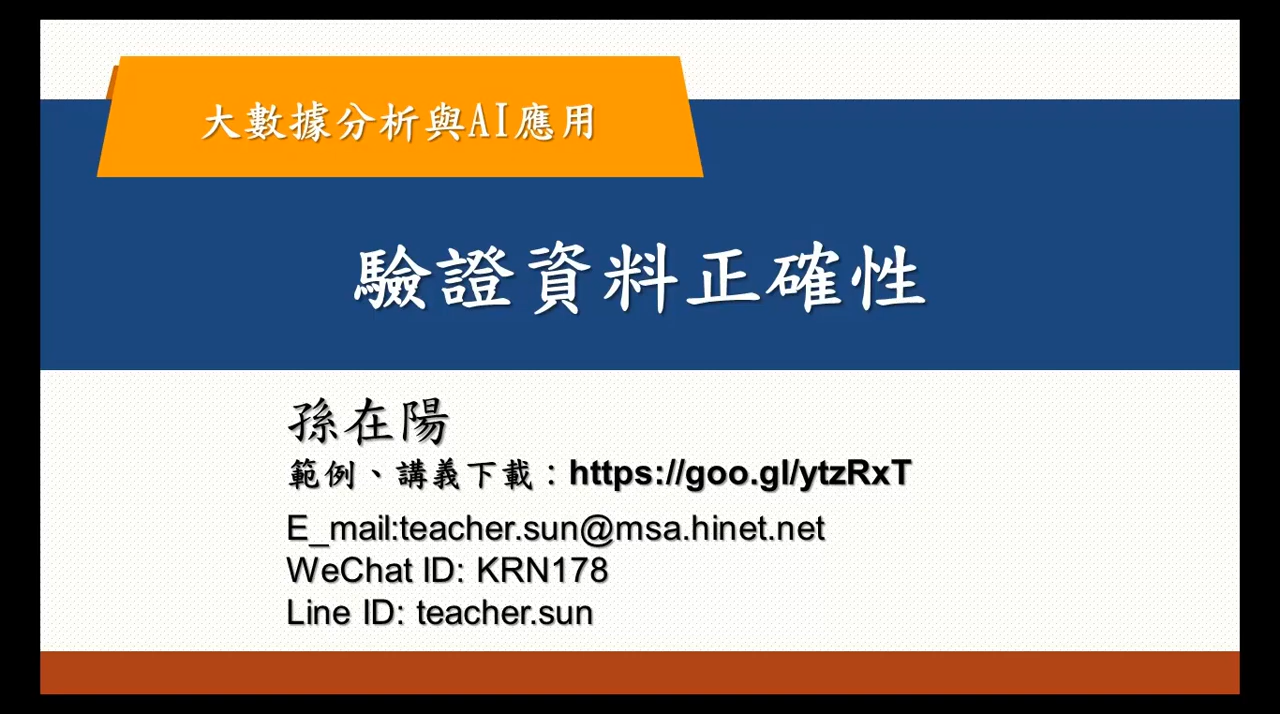 大數據分析與AI應用
驗證資料正確性
孫在陽
範例、講義下載：https://goo.gl/ytzRxT
E_mail:teacher.sun@msa.hinet.net
WeChat ID: KRN178
Line ID: teacher.sun